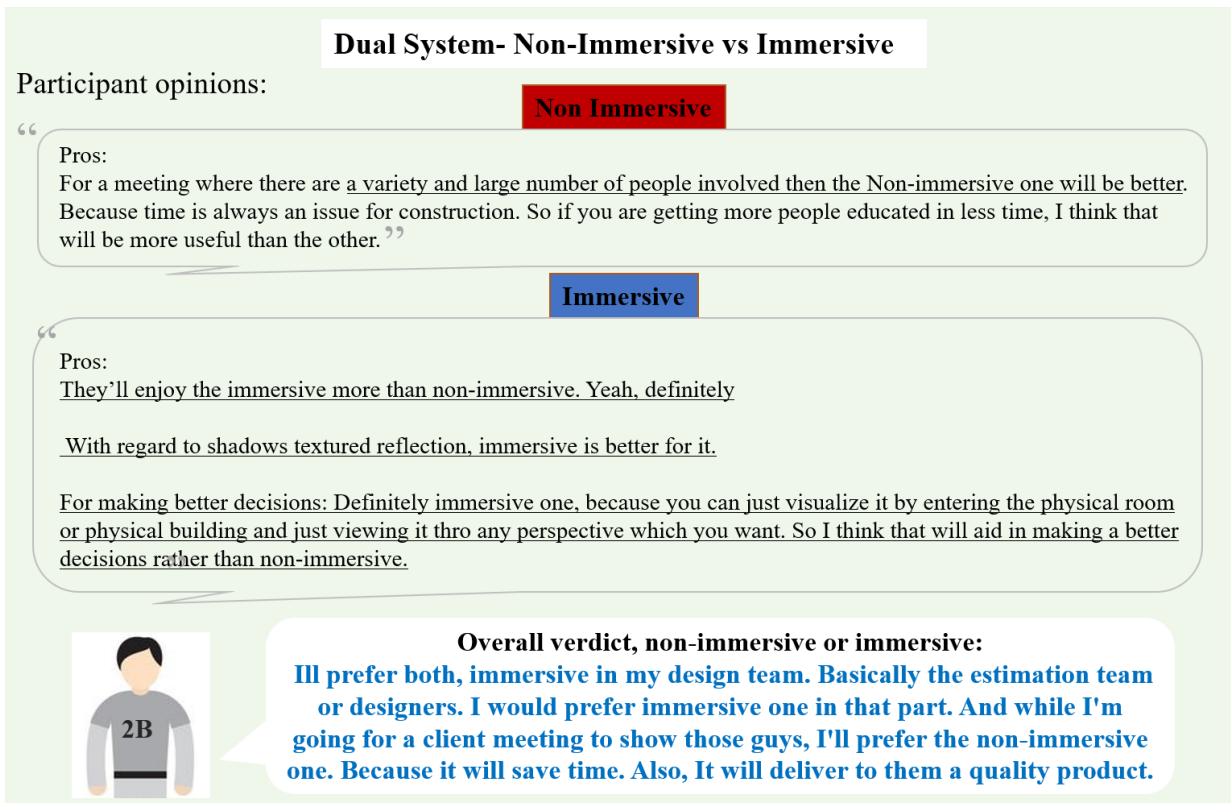 Dual System- Non-Immersive vs Immersive
Participant opinions:
Non Immersive
“
Pros:
For a meeting where there are a variety and large number of people involved then the Non-immersive one will be better.
Because time is always an issue for construction. So if you are getting more people educated in less time, I think that
will be more useful than the other. ”
Immersive
“
Pros:
They’ll enjoy the immersive more than non-immersive. Yeah, definitely
With regard to shadows textured reflection, immersive is better for it.
For making better decisions: Definitely immersive one, because you can just visualize it by entering the physical room
or physical building and just viewing it thro any perspective which you want. So I think that will aid in making a better
decisions rather than non-immersive.
”
2B
Overall verdict, non-immersive or immersive:
Ill prefer both, immersive in my design team. Basically the estimation team
or designers. I would prefer immersive one in that part. And while I'm
going for a client meeting to show those guys, I'll prefer the non-immersive
one. Because it will save time. Also, It will deliver to them a quality product.